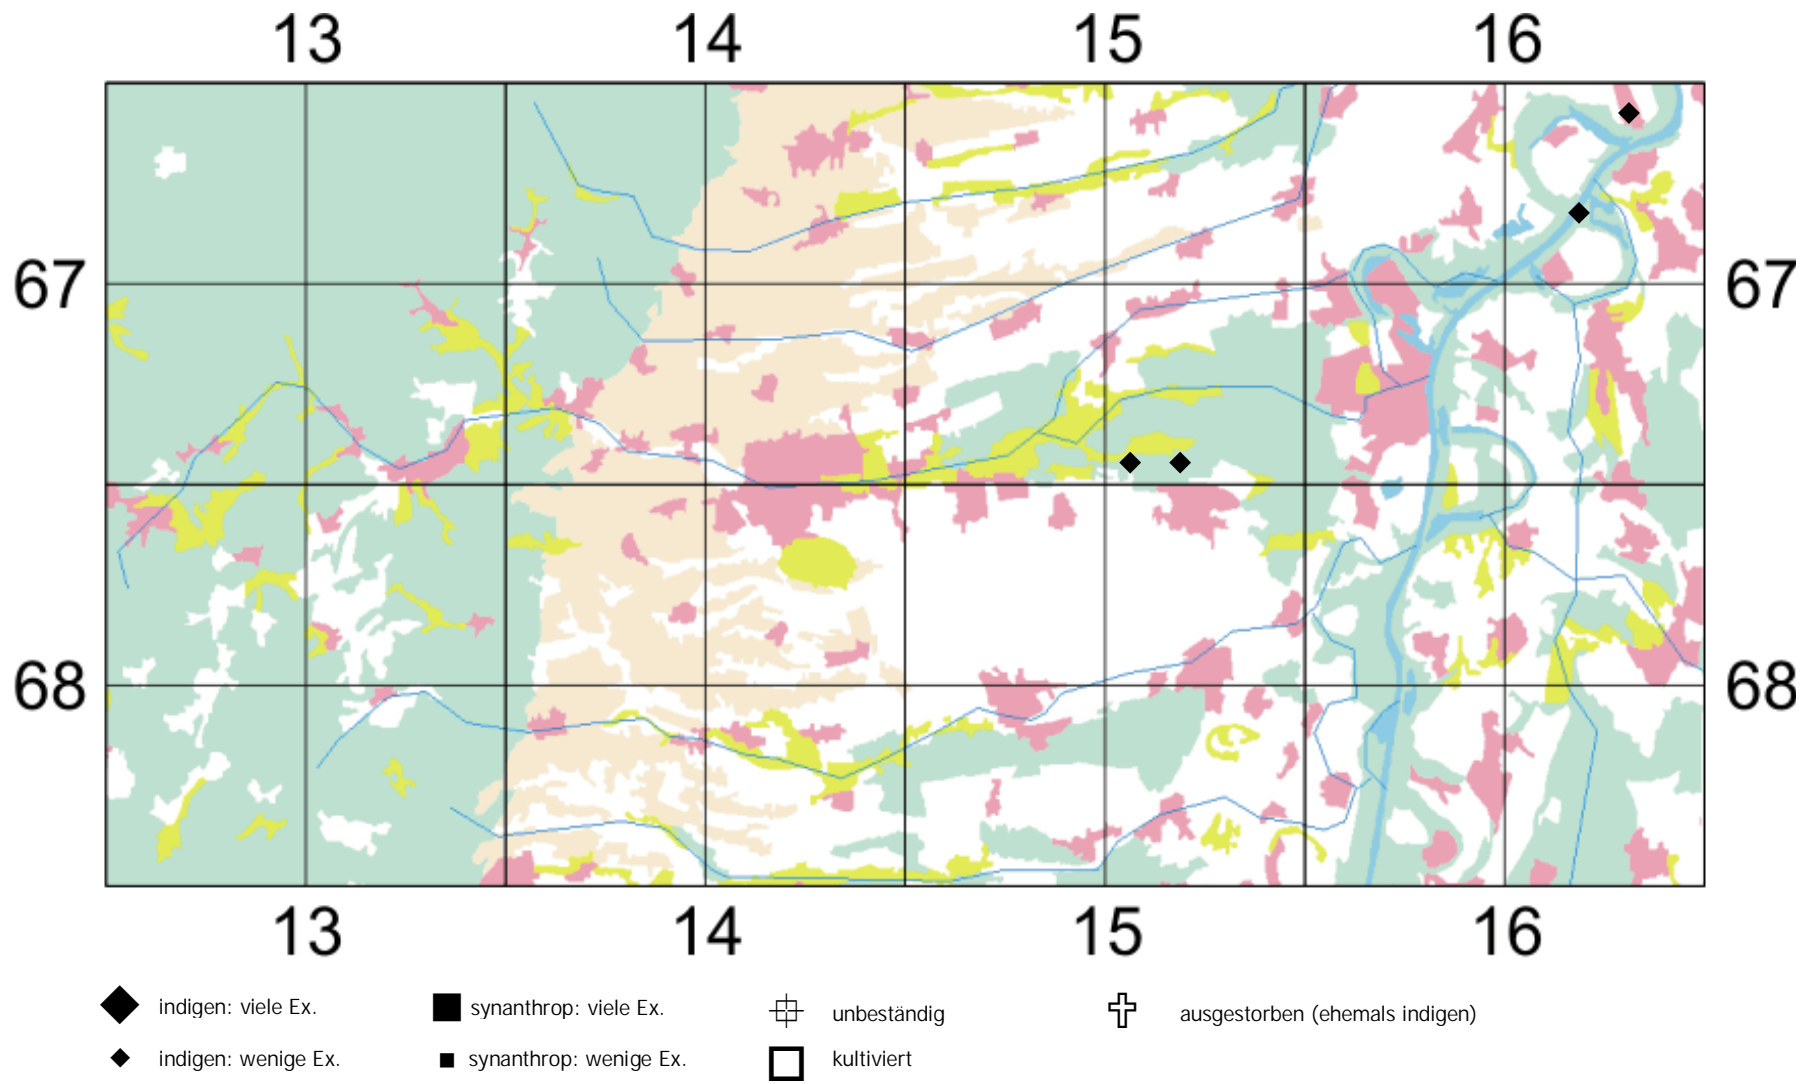 13 14 15 16
67 67
68 68
13 14 15 16
indigen: viele Ex. synanthrop: viele Ex. unbeständig ausgestorben (ehemals indigen)
indigen: wenige Ex. synanthrop: wenige Ex. kultiviert